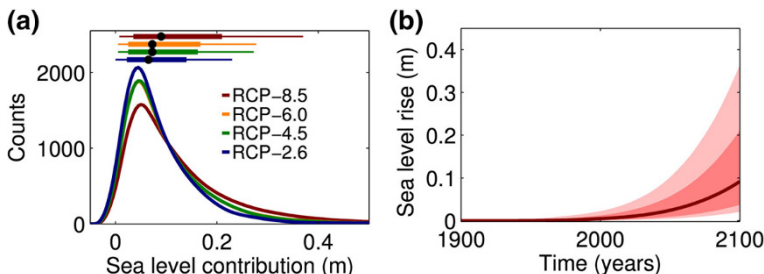 (a)
2000
1000
0
Counts
RCP−8.5
RCP−6.0
RCP−4.5
RCP−2.6
0 0.2 0.4
Sea level contribution (m)
(b)
0.4
0.3
0.2
0.1
0
Sea level rise (m)
1900 2000 2100
Time (years)